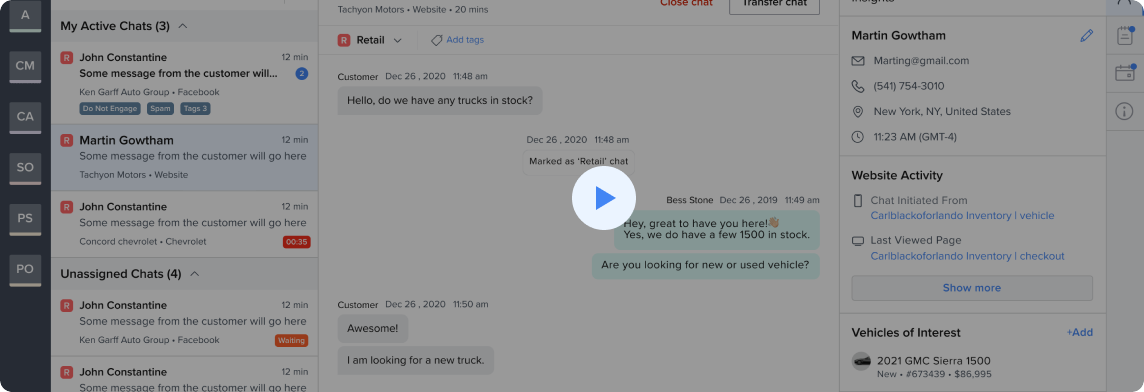 A
CM
CA
SO
PS
PO
My Active Chats (3)
R
John Constantine
12 min
Some message from the customer will...
2
Ken Garff Auto Group • Facebook
Do Not Engage
Spam
Tags 3
R
Martin Gowtham
12 min
Some message from the customer will go here
Tachyon Motors • Website
R
John Constantine
12 min
Some message from the customer will go here
Concord chevrolet • Chevrolet
00:35
Unassigned Chats (4)
R
John Constantine
12 min
Some message from the customer will go here
Ken Garff Auto Group • Facebook
Waiting
R
John Constantine
12 min
Some message from the customer will go here
Tachyon Motors • Website • 20 mins
Close chat
Transfer chat
R
Retail
Add tags
Customer Dec 26 , 2020 11:48 am
Hello, do we have any trucks in stock?
Dec 26 , 2020 11:48 am
Marked as ‘Retail’ chat
Bess Stone Dec 26 , 2019 11:49 am
Hey, great to have you here!👋🏼
Yes, we do have a few 1500 in stock.
Are you looking for new or used vehicle?
Customer Dec 26 , 2020 11:50 am
Awesome!
I am looking for a new truck.
Insights
Martin Gowtham
Marting@gmail.com
(541) 754-3010
New York, NY, United States
11:23 AM (GMT-4)
Website Activity
Chat Initiated From
Carlblackoforlando Inventory | vehicle
Last Viewed Page
Carlblackoforlando Inventory | checkout
Show more
Vehicles of Interest
+Add
2021 GMC Sierra 1500
New • #673439 • $86,995